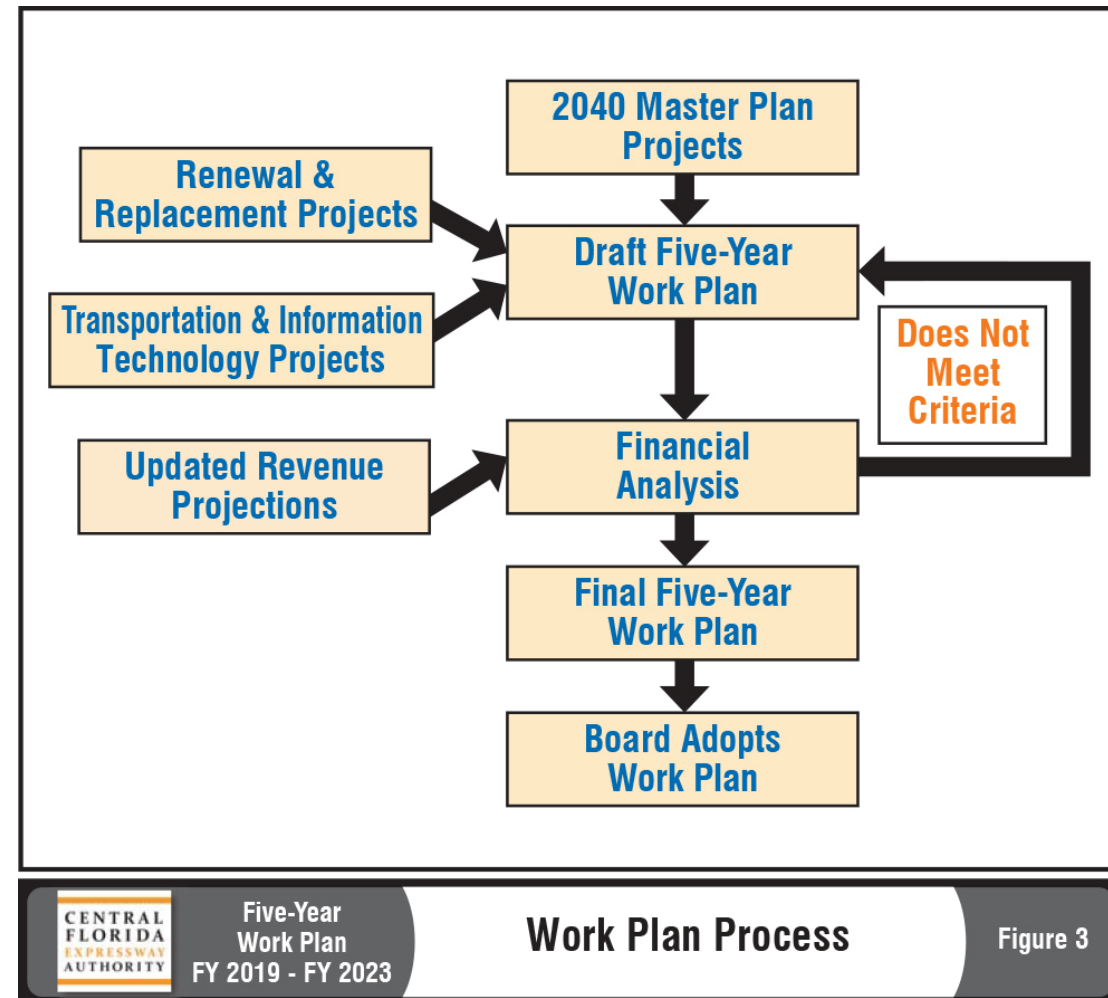 2040 Master Plan
Projects
Renewal &
Replacement Projects
Draft Five-Year
Work Plan
Transportation & Information
Technology Projects
Does Not
Meet
Criteria
Updated Revenue
Projections
Financial
Analysis
Final Five-Year
Work Plan
Board Adopts
Work Plan
CENTRAL
FLORIDA
EXPRESSWAY
AUTHORITY
Five-Year
Work Plan
FY 2019 - FY 2023
Work Plan Process
Figure 3